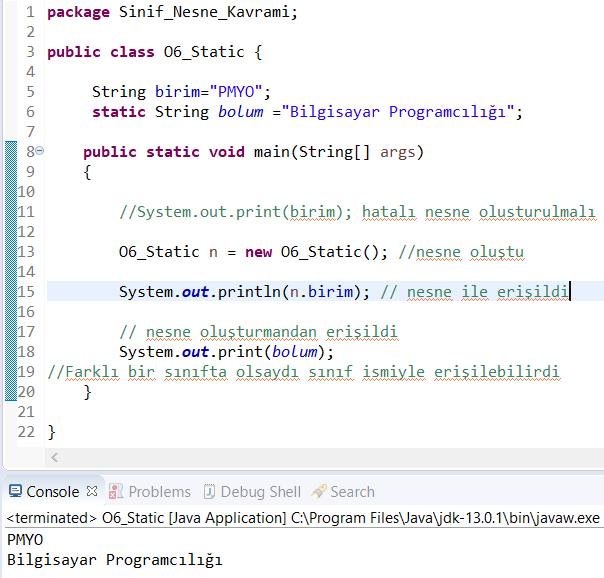 1 package Sinif_Nesne_Kavrami;
2
3 public class O6_Static {
4
5 String birim="PMYO";
6 static String bolum ="Bilgisayar Programcılığı";
7
8 public static void main(String[] args)
9 {
10
11 //System.out.print(birim); hatalı nesne olusturulmalı
12
13 O6_Static n = new O6_Static(); //nesne oluştu
14
15 System.out.println(n.birim); // nesne ile erişildi
16
17 // nesne oluşturmandan erişildi
18 System.out.print(bolum);
19 //Farklı bir sınıfta olsaydı sınıf ismiyle erişilebilirdi
20 }
21
22 }
Console Problems Debug Shell Search
<terminated> O6_Static [Java Application] C:\Program Files\Java\jdk-13.0.1\bin\javaw.exe
PMYO
Bilgisayar Programcılığı